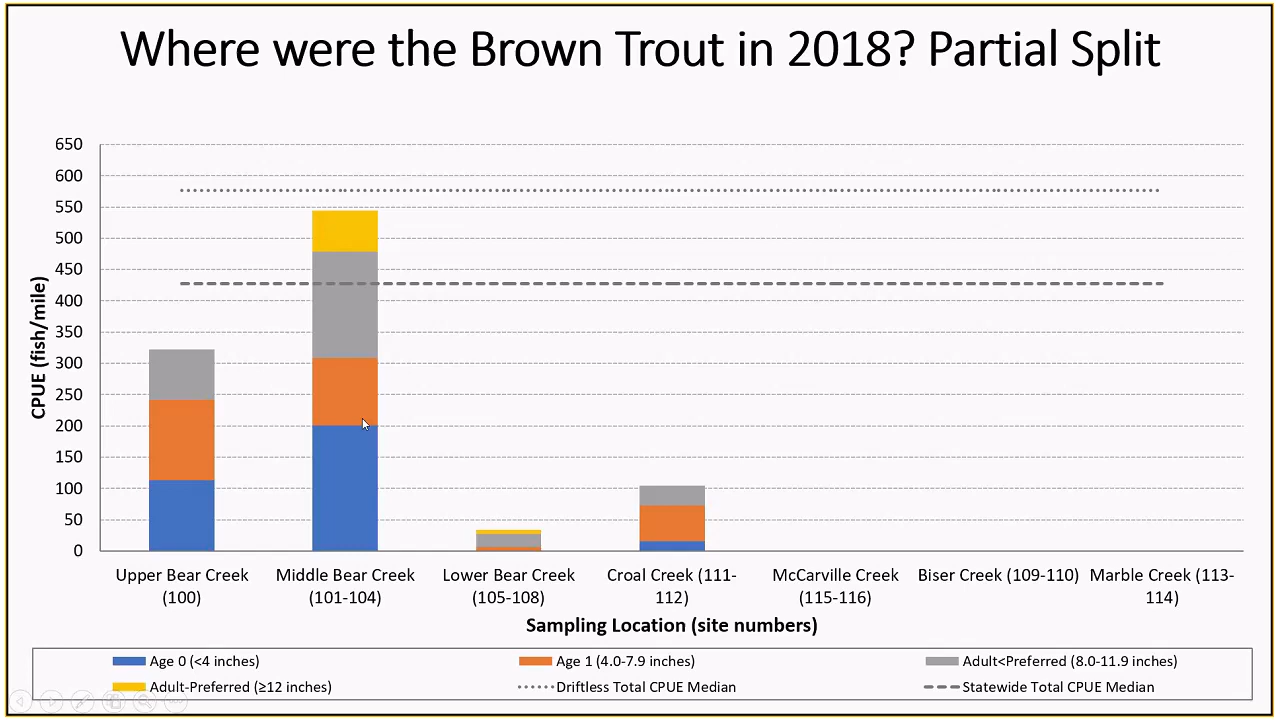 Where were the Brown Trout in 2018? Partial Split
650
600
550
500
450
400
350
300
250
200
150
100
50
0
CPUE (fish/mile)
Upper Bear Creek
(100)
Middle Bear Creek
(101-104)
Lower Bear Creek
(105-108)
Croal Creek (111-
112)
McCarville Creek
(115-116)
Biser Creek (109-110)
Marble Creek (113-
114)
Sampling Location (site numbers)
Age 0 (<4 inches)
Age 1 (4.0-7.9 inches)
Adult<Preferred (8.0-11.9 inches)
Adult-Preferred (≥12 inches)
Driftless Total CPUE Median
Statewide Total CPUE Median